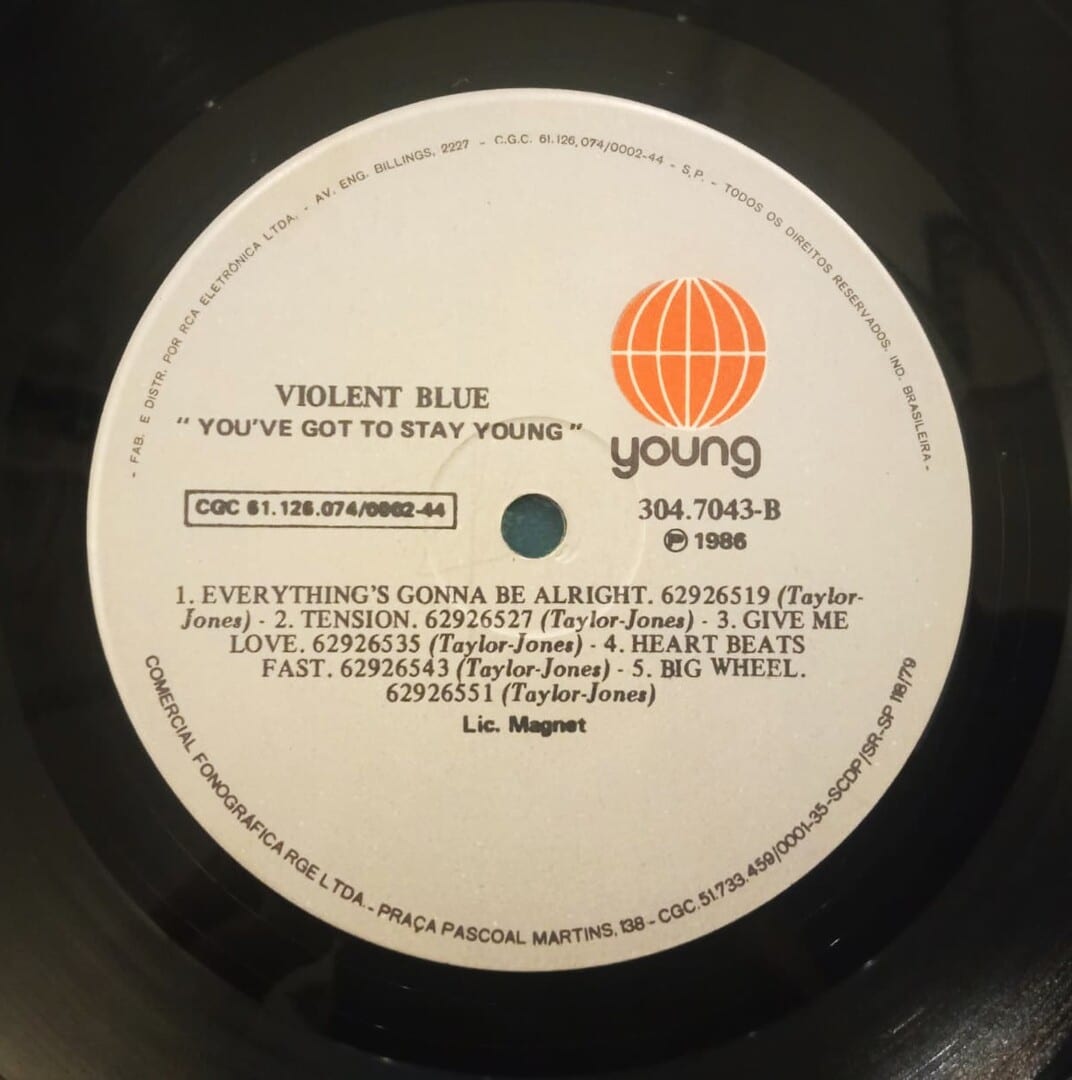 - FAB. E DISTR. POR RCA ELETRÔNICA LTDA. - AV. ENG. BILLINGS, 2227 - C.G.C. 61.126,074/0002-44 - S.P. - TODOS OS DIREITOS RESERVADOS. IND. BRASILEIRA -
VIOLENT BLUE
“ YOU'VE GOT TO STAY YOUNG ”
young
CGC 61.126.074/0002-44
304.7043-B
℗ 1986
1. EVERYTHING'S GONNA BE ALRIGHT. 62926519 (Taylor-
Jones) - 2. TENSION. 62926527 (Taylor-Jones) - 3. GIVE ME
LOVE. 62926535 (Taylor-Jones) - 4. HEART BEATS
FAST. 62926543 (Taylor-Jones) - 5. BIG WHEEL.
62926551 (Taylor-Jones)
Lic. Magnet
COMERCIAL FONOGRÁFICA RGE LTDA. - PRAÇA PASCOAL MARTINS, 138 - CGC.51.733.459/0001-35-SCDP/SR-SP 118/79